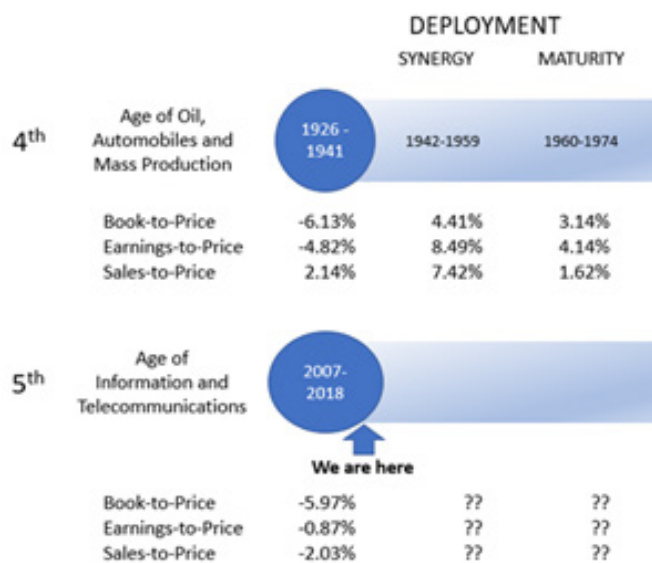 DEPLOYMENT
SYNERGY MATURITY
4th
Age of Oil,
Automobiles and
Mass Production
1926 -
1941
1942-1959 1960-1974
Book-to-Price -6.13% 4.41% 3.14%
Earnings-to-Price -4.82% 8.49% 4.14%
Sales-to-Price 2.14% 7.42% 1.62%
5th
Age of
Information and
Telecommunications
2007-
2018
We are here
Book-to-Price -5.97% ?? ??
Earnings-to-Price -0.87% ?? ??
Sales-to-Price -2.03% ?? ??